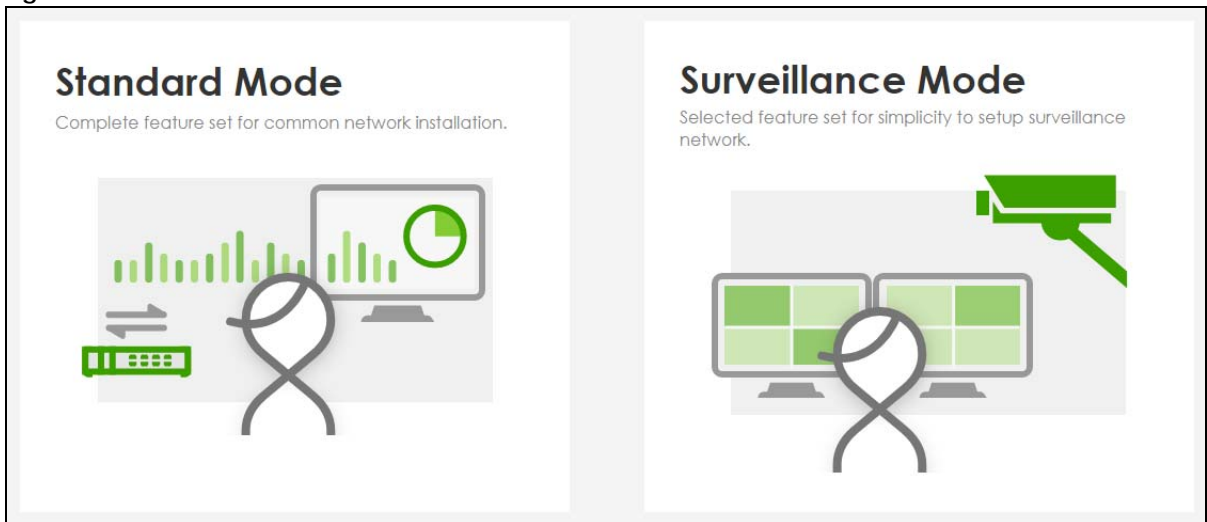 Standard Mode
Complete feature set for common network installation.
Surveillance Mode
Selected feature set for simplicity to setup surveillance
network.